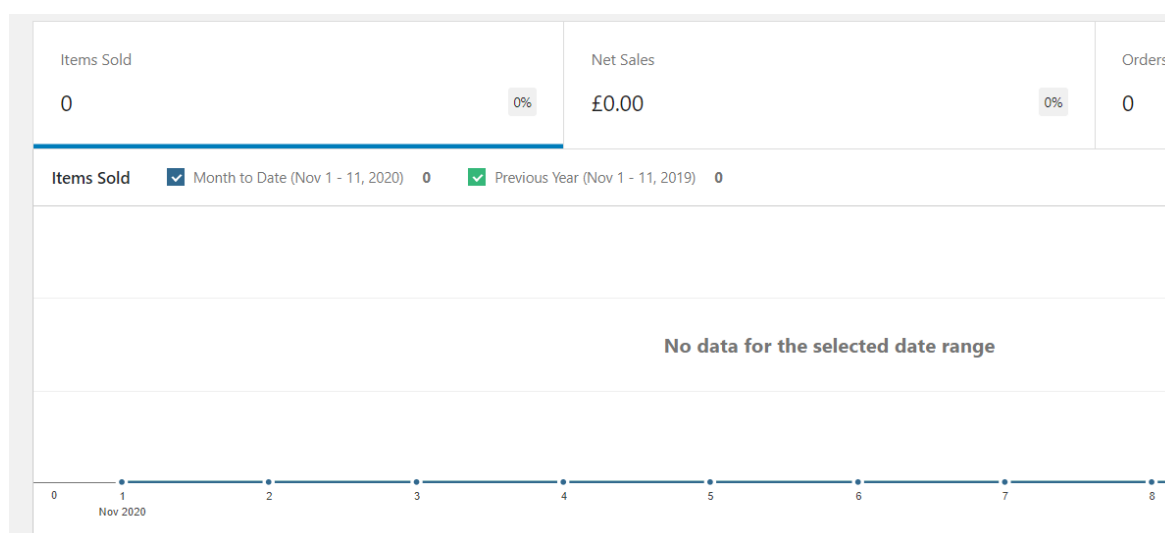 Items Sold
0
0%
Net Sales
£0.00
0%
Orders
0
Items Sold
Month to Date (Nov 1 - 11, 2020) 0
Previous Year (Nov 1 - 11, 2019) 0
No data for the selected date range
0 1 2 3 4 5 6 7 8
Nov 2020